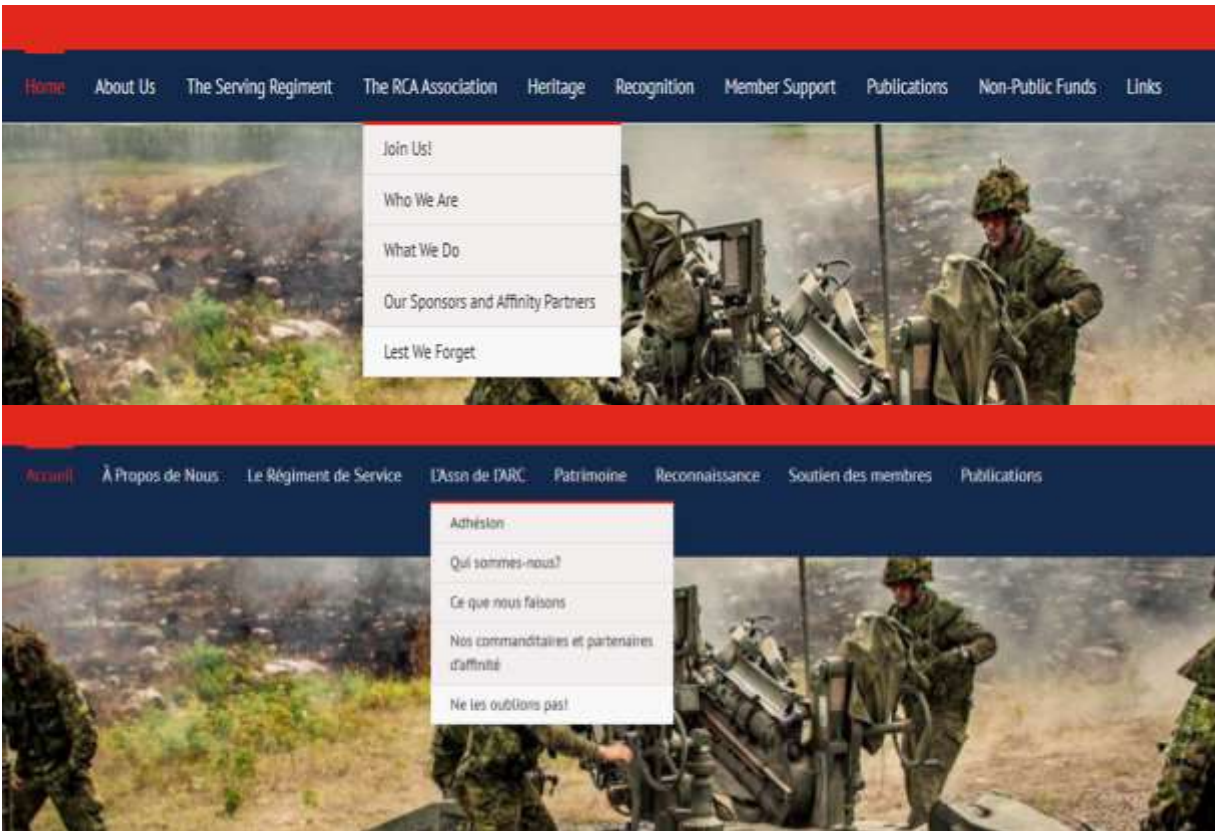 Home About Us The Serving Regiment The RCA Association Heritage Recognition Member Support Publications Non-Public Funds Links
Join Us!
Who We Are
What We Do
Our Sponsors and Affinity Partners
Lest We Forget
Accueil À Propos de Nous Le Régiment de Service L'Assn de l'ARC Patrimoine Reconnaissance Soutien des membres Publications
Adhésion
Qui sommes-nous?
Ce que nous faisons
Nos commanditaires et partenaires
d'affinité
Ne les oublions pas!